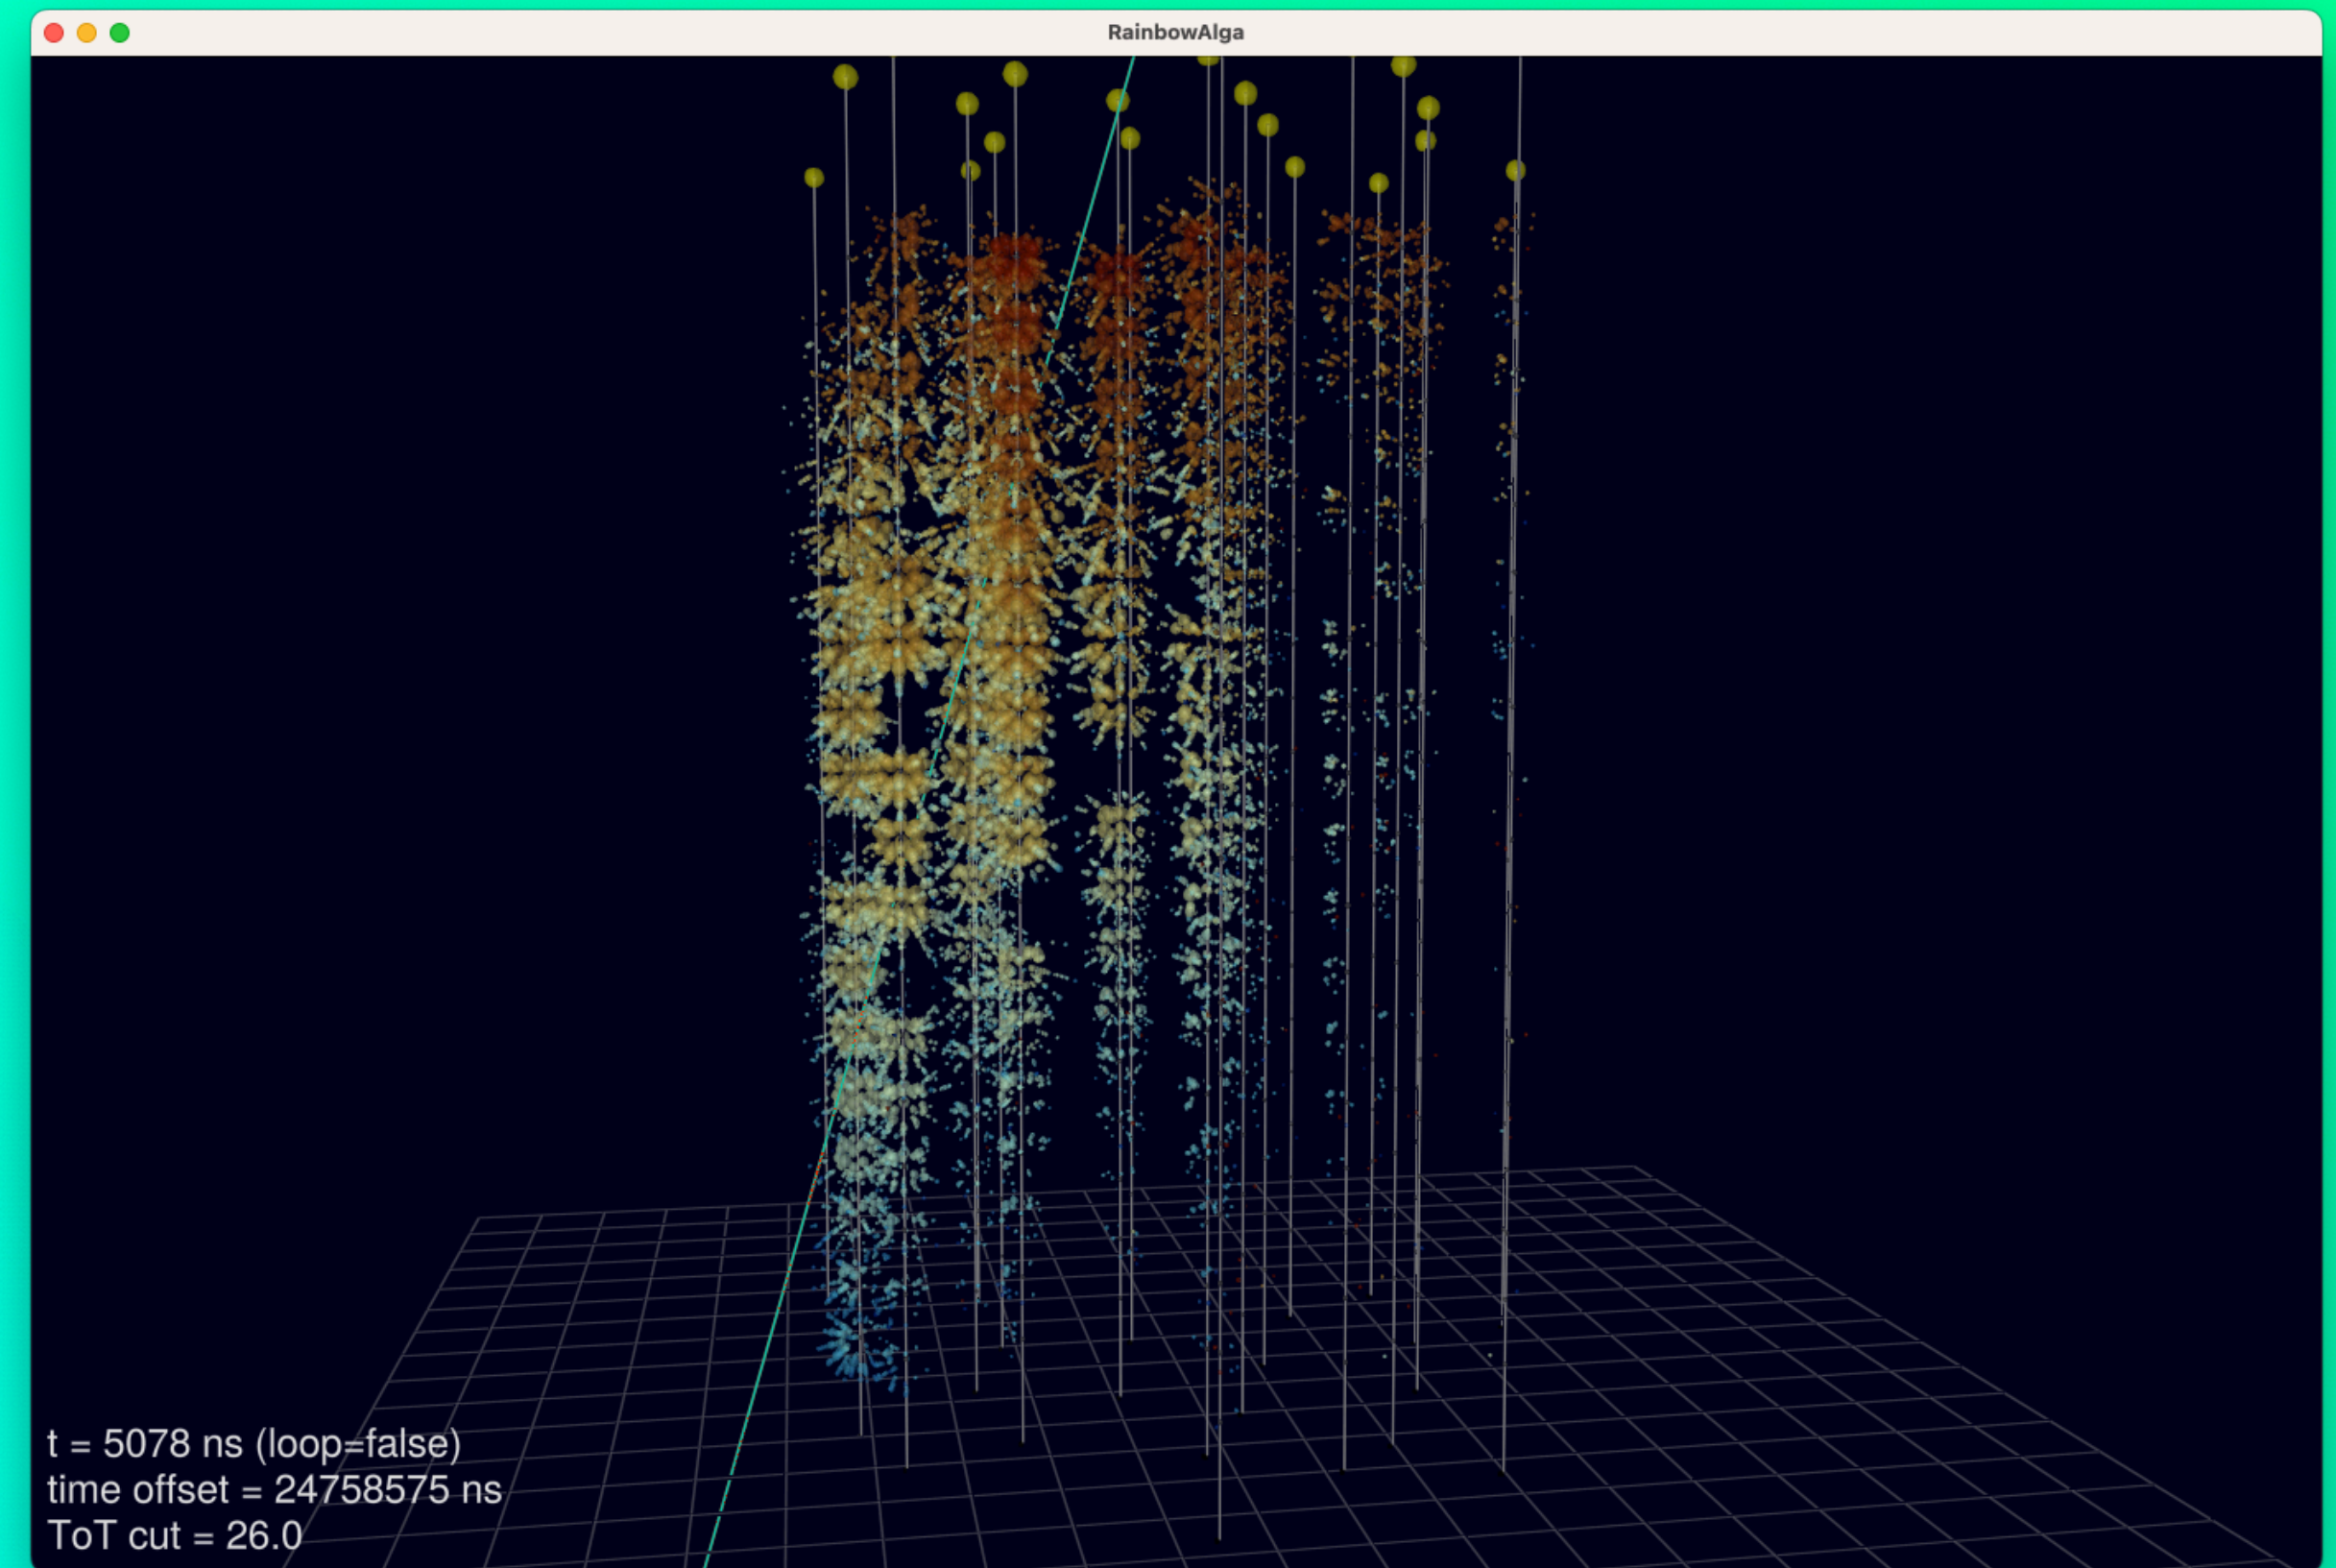 RainbowAlga
t = 5078 ns (loop=false)
time offset = 24758575 ns
ToT cut = 26.0